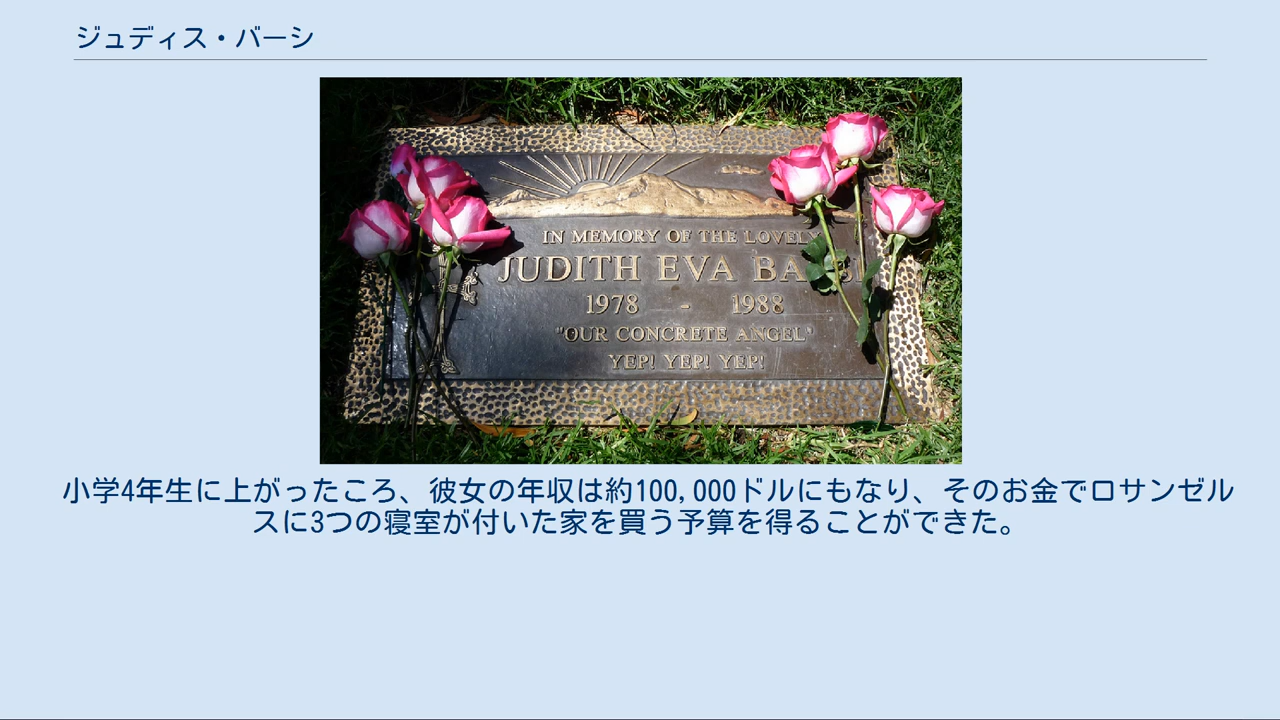 ジュディス・バーシ
IN MEMORY OF THE LOVELY
JUDITH EVA
1978 - 1988
"OUR CONCRETE ANGEL"
YEP! YEP! YEP!
小学4年生に上がったころ、彼女の年収は約100,000ドルにもなり、そのお金でロサンゼル
スに3つの寝室が付いた家を買う予算を得ることができた。